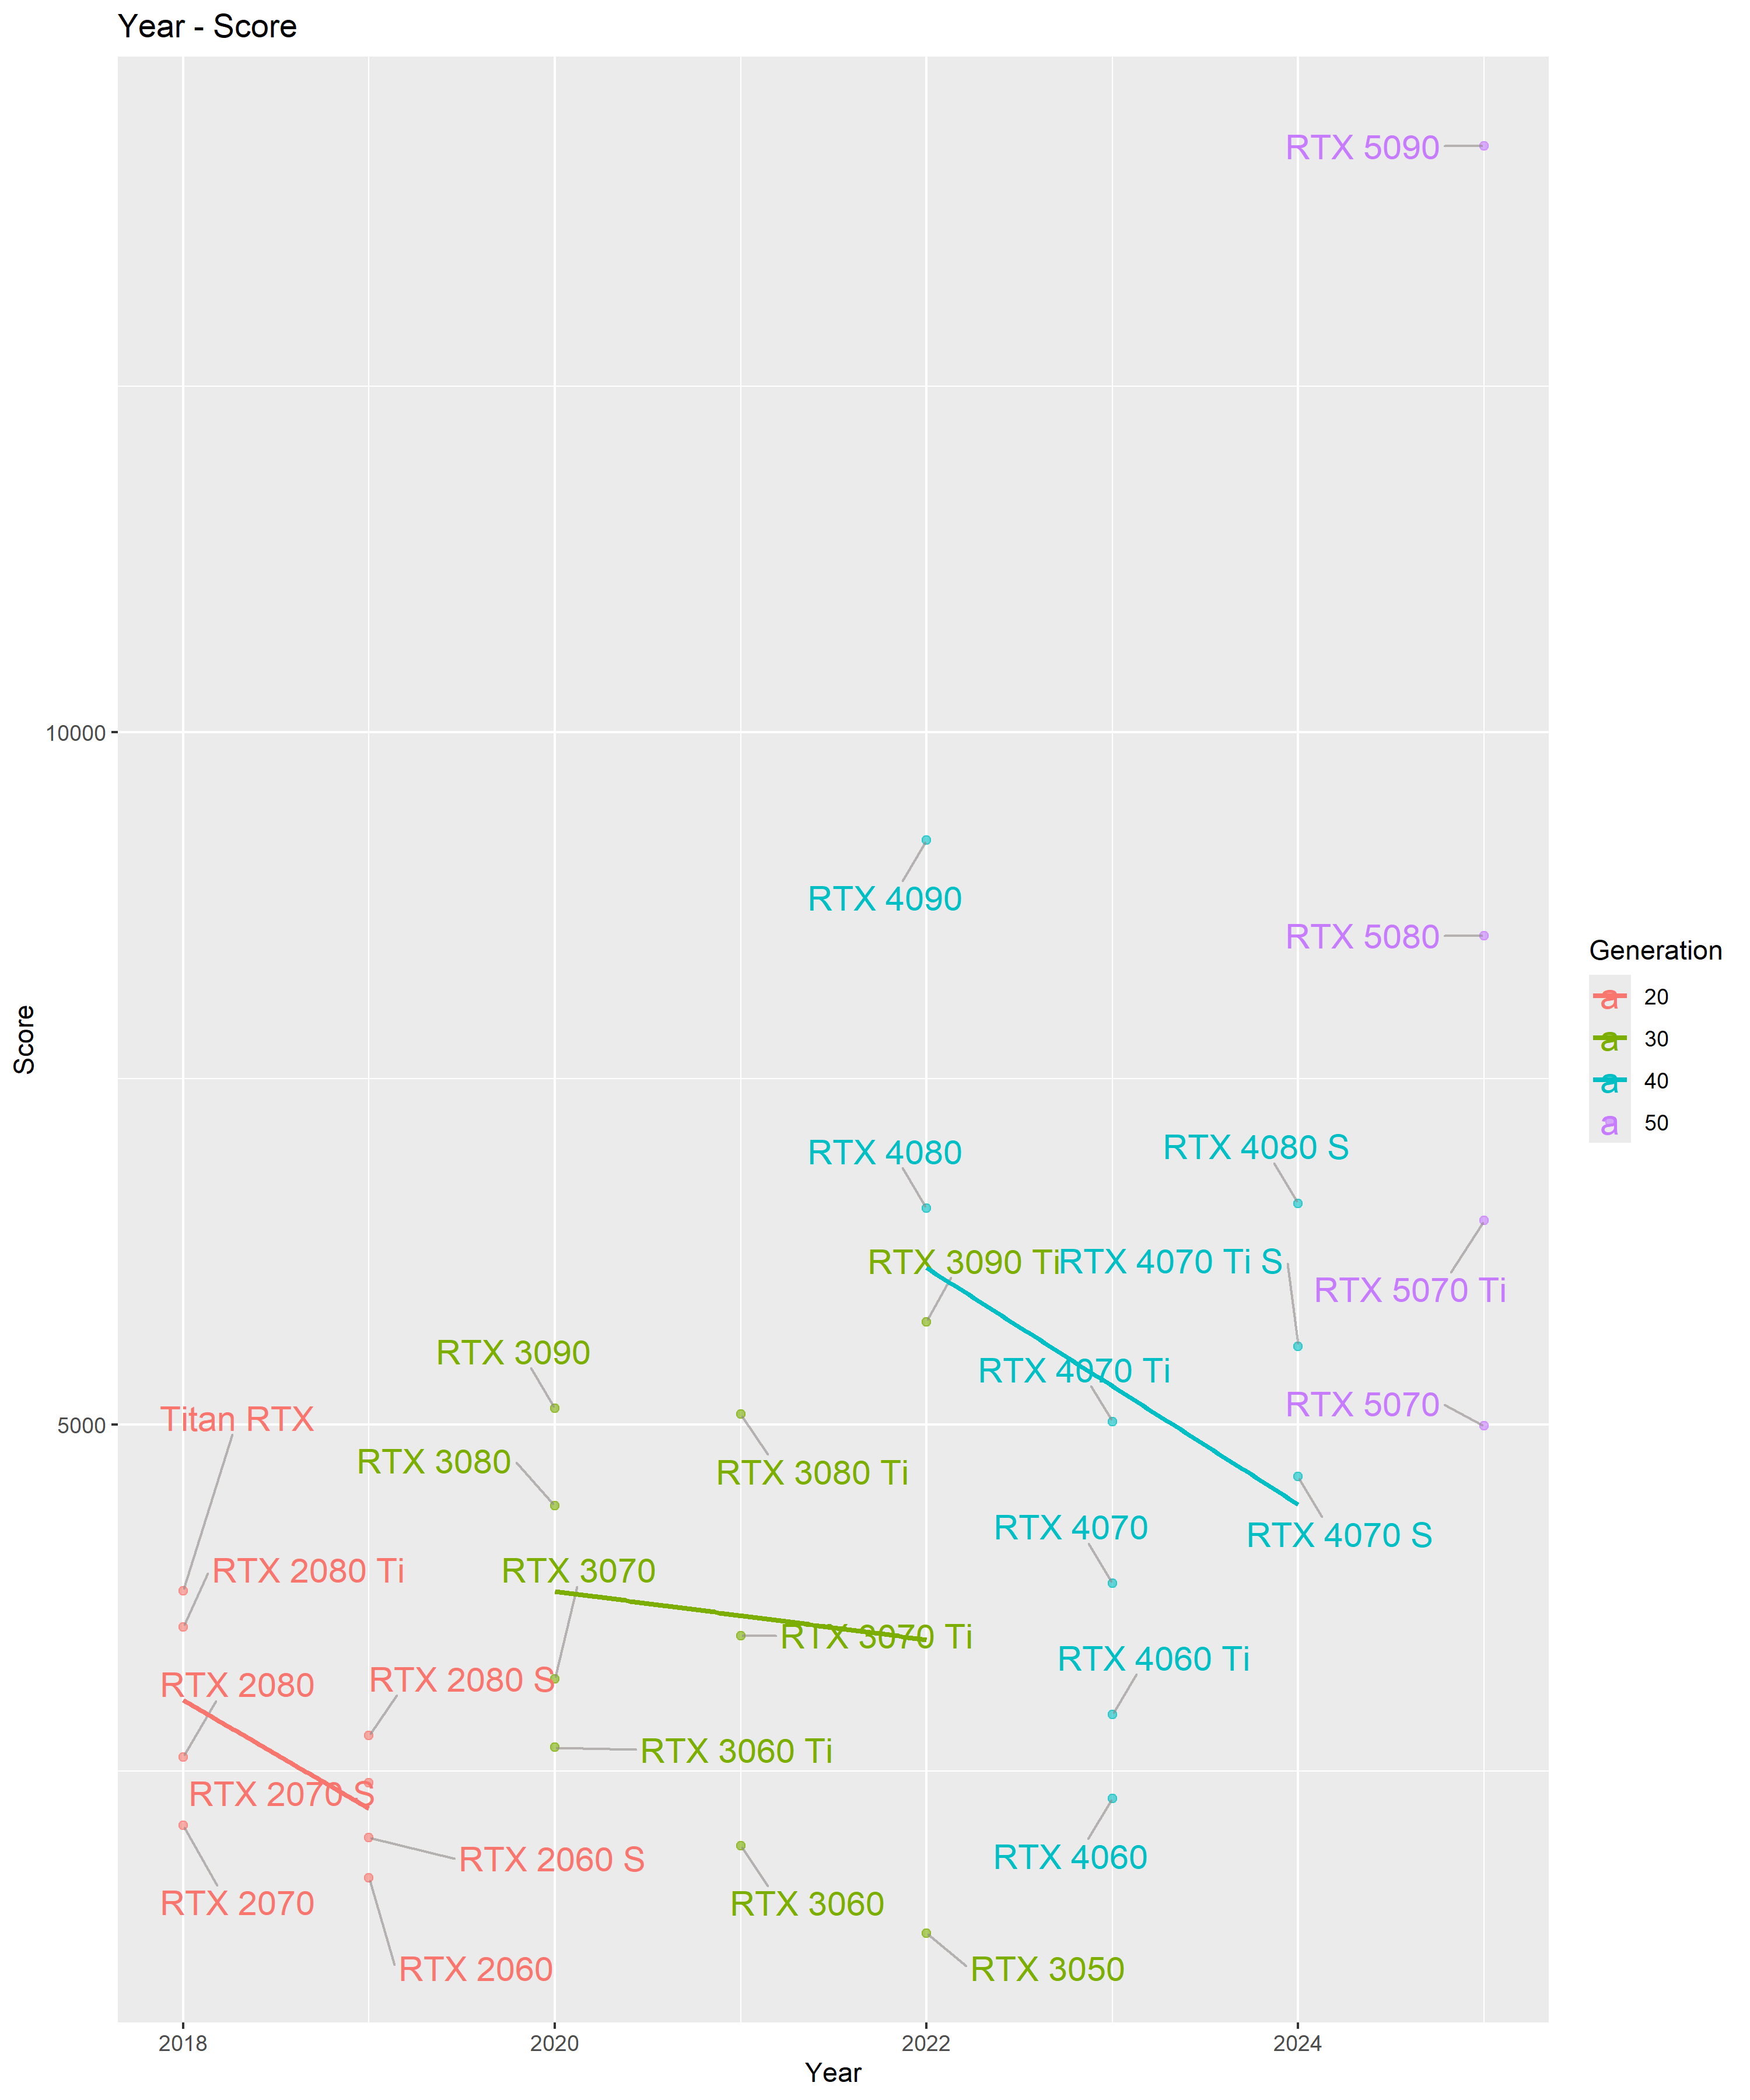 Year - Score
RTX 5090
10000
RTX 4090
RTX 5080
Score
Generation
a 20
a 30
a 40
a 50
RTX 4080
RTX 4080 S
RTX 3090 Ti
RTX 4070 Ti S
RTX 5070 Ti
RTX 3090
RTX 4070 Ti
RTX 5070
Titan RTX
5000
RTX 3080
RTX 3080 Ti
RTX 4070
RTX 4070 S
RTX 2080 Ti
RTX 3070
RTX 3070 Ti
RTX 4060 Ti
RTX 2080
RTX 2080 S
RTX 3060 Ti
RTX 2070 S
RTX 2060 S
RTX 4060
RTX 2070
RTX 3060
RTX 2060
RTX 3050
2018
2020
2022
2024
Year